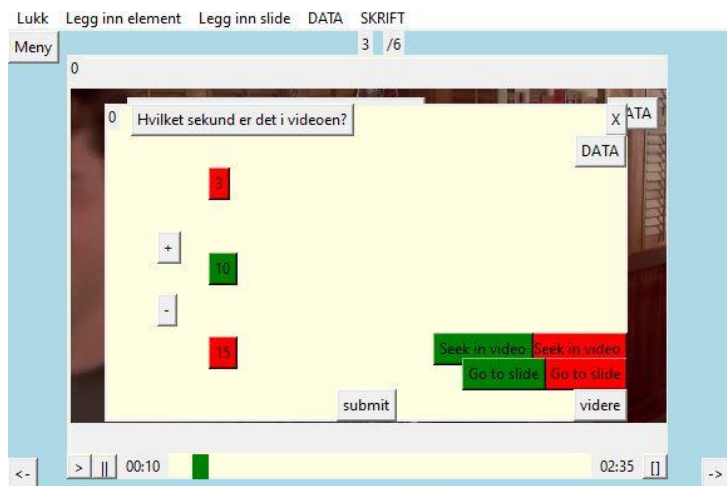 Lukk Legg inn element Legg inn slide DATA SKRIFT
Meny 3 /6
0
0 Hvilket sekund er det i videoen? X ATA
DATA
3
+
10
-
15
Seek in video Seek in video
Go to slide Go to slide
submit videre
> || 00:10 02:35 []
<- ->